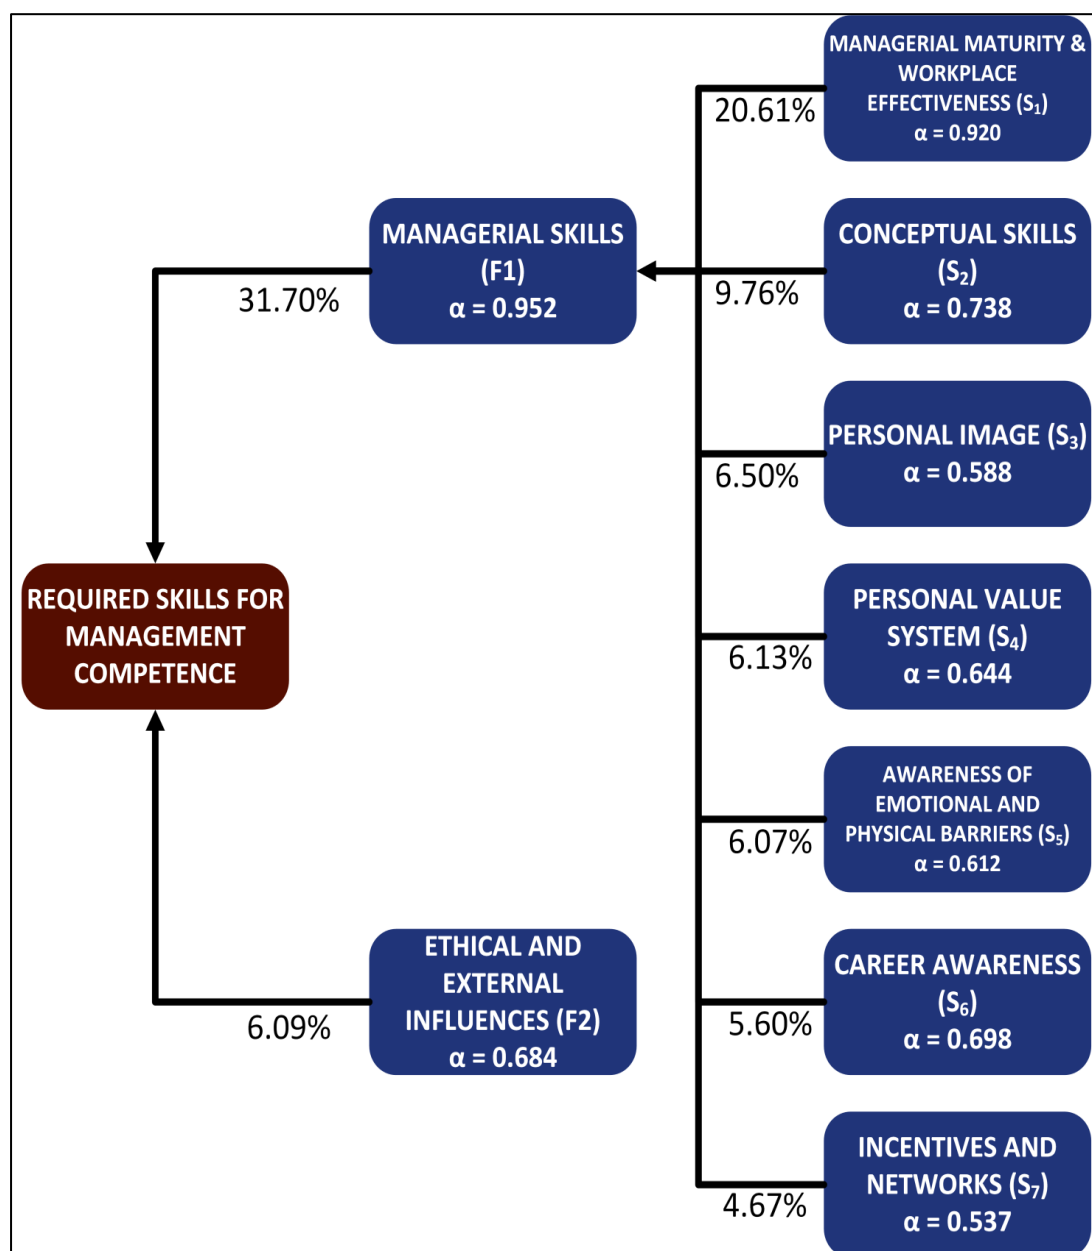 MANAGERIAL MATURITY &
WORKPLACE
EFFECTIVENESS (S₁)
α = 0.920
20.61%
MANAGERIAL SKILLS
(F1)
α = 0.952
31.70%
CONCEPTUAL SKILLS
(S₂)
α = 0.738
9.76%
PERSONAL IMAGE (S₃)
α = 0.588
6.50%
REQUIRED SKILLS FOR
MANAGEMENT
COMPETENCE
PERSONAL VALUE
SYSTEM (S₄)
α = 0.644
6.13%
AWARENESS OF
EMOTIONAL AND
PHYSICAL BARRIERS (S₅)
α = 0.612
6.07%
ETHICAL AND
EXTERNAL
INFLUENCES (F2)
α = 0.684
6.09%
CAREER AWARENESS
(S₆)
α = 0.698
5.60%
INCENTIVES AND
NETWORKS (S₇)
α = 0.537
4.67%